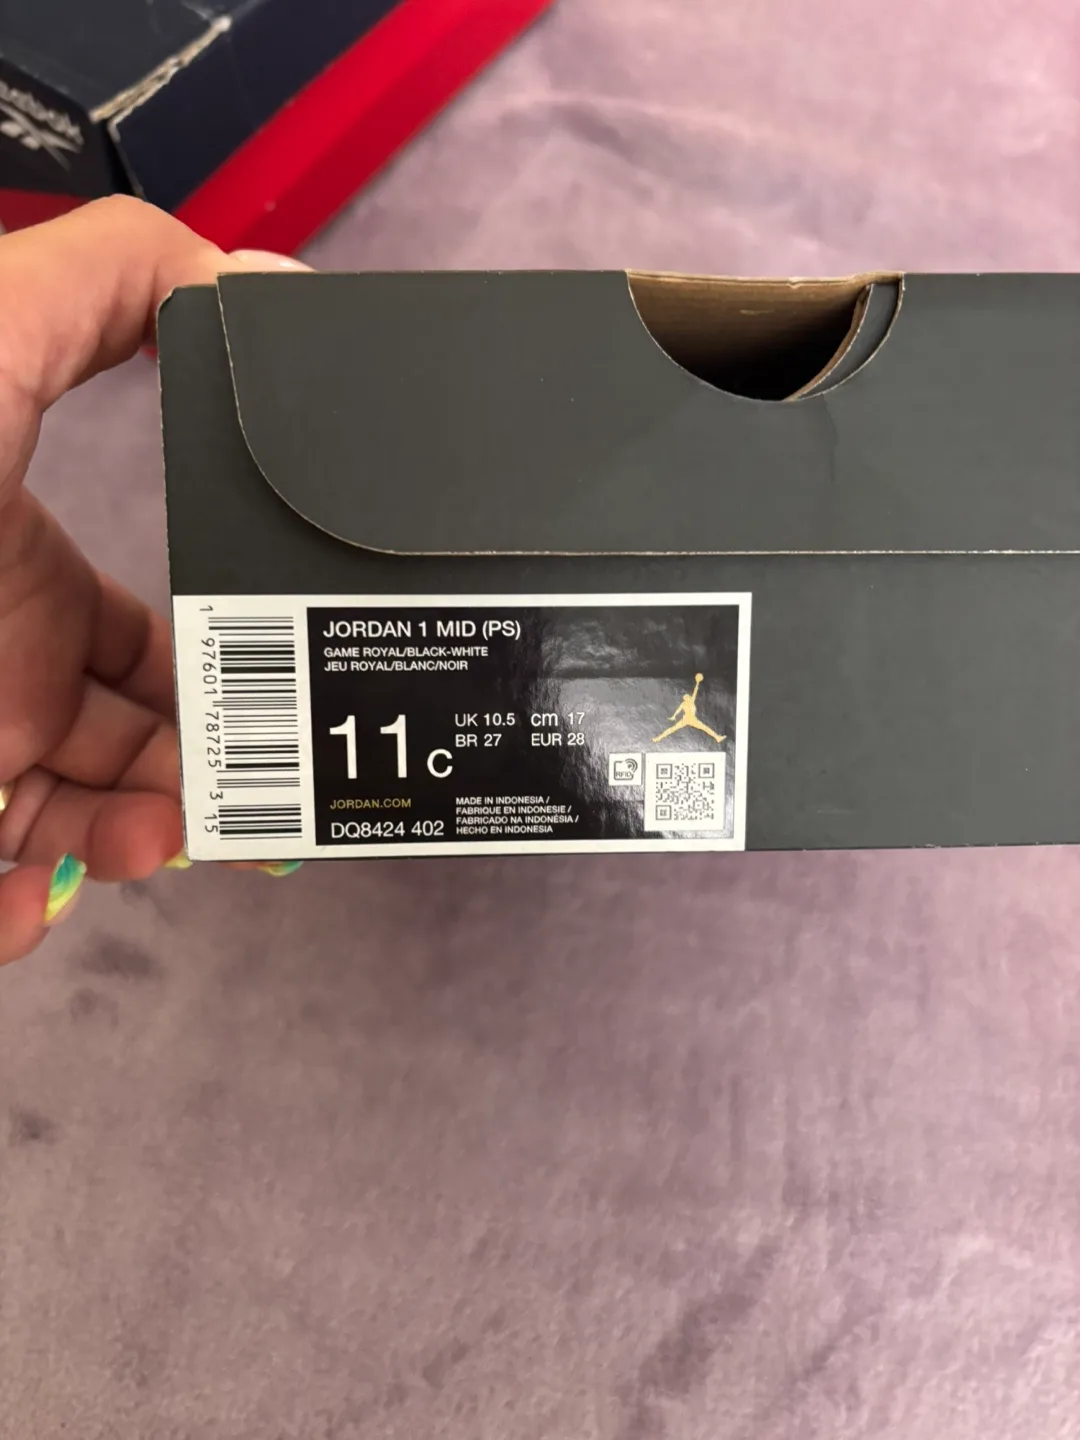 Reebok
JORDAN 1 MID (PS)
GAME ROYAL/BLACK-WHITE
JEU ROYAL/BLANC/NOIR
11c
UK 10.5 cm 17
BR 27 EUR 28
RFID
JORDAN.COM
DQ8424 402
MADE IN INDONESIA /
FABRIQUE EN INDONESIE /
FABRICADO NA INDONÉSIA /
HECHO EN INDONESIA
1 97601 78725 3 15